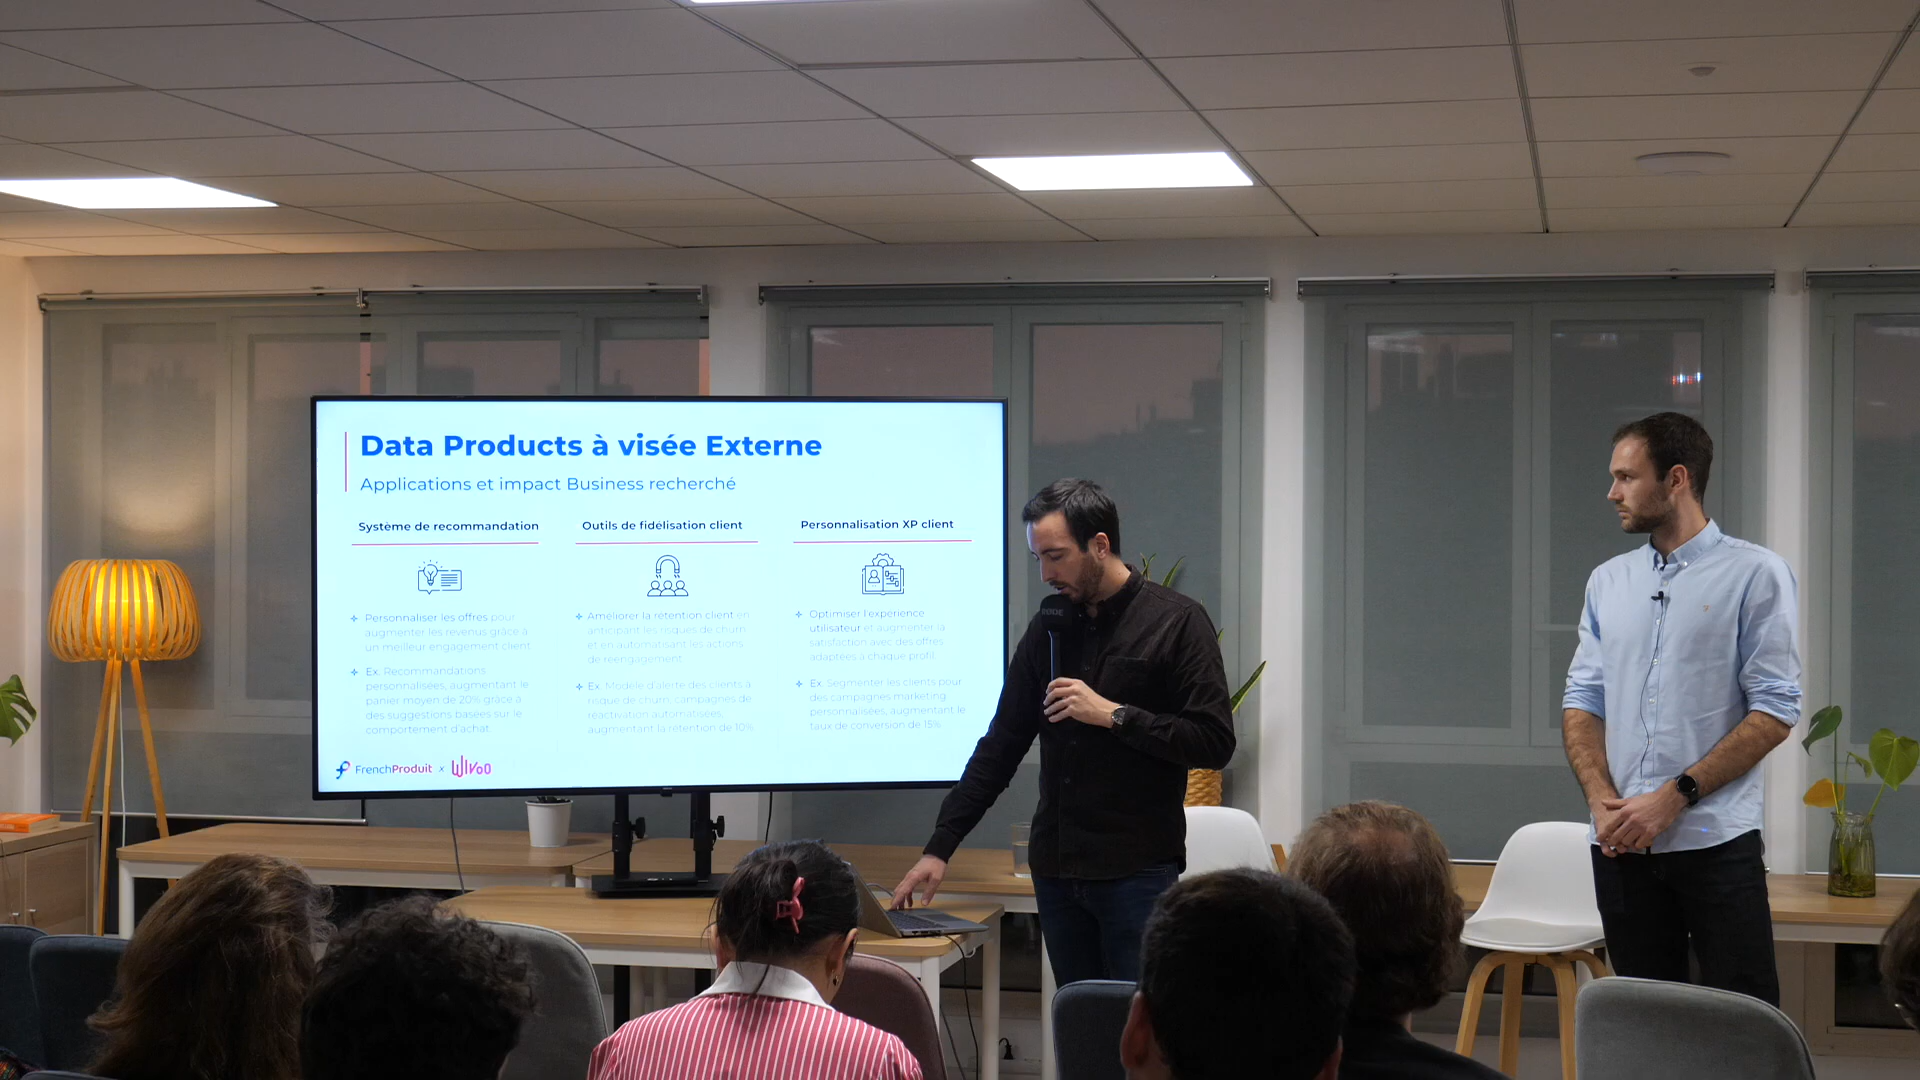 Data Products à visée Externe
Applications et impact Business recherché
Système de recommandation
Personnaliser les offres pour
augmenter les revenus grâce à
un meilleur engagement client
Ex. Recommandations
personnalisées, augmentant le
panier moyen de 20% grâce à
des suggestions basées sur le
comportement d'achat
Outils de fidélisation client
Améliorer la rétention client en
anticipant les risques de churn
et en automatisant les actions
de réengagement
Ex. Modèle d'alerte des clients à
risque de churn, campagnes de
réactivation automatisées,
augmentant la rétention de 10%
Personnalisation XP client
Optimiser l'expérience
utilisateur et augmenter la
satisfaction avec des offres
adaptées à chaque profil
Ex. Segmenter les clients pour
des campagnes marketing
personnalisées, augmentant le
taux de conversion de 15%
FrenchProduit x WIVOO
RØDE